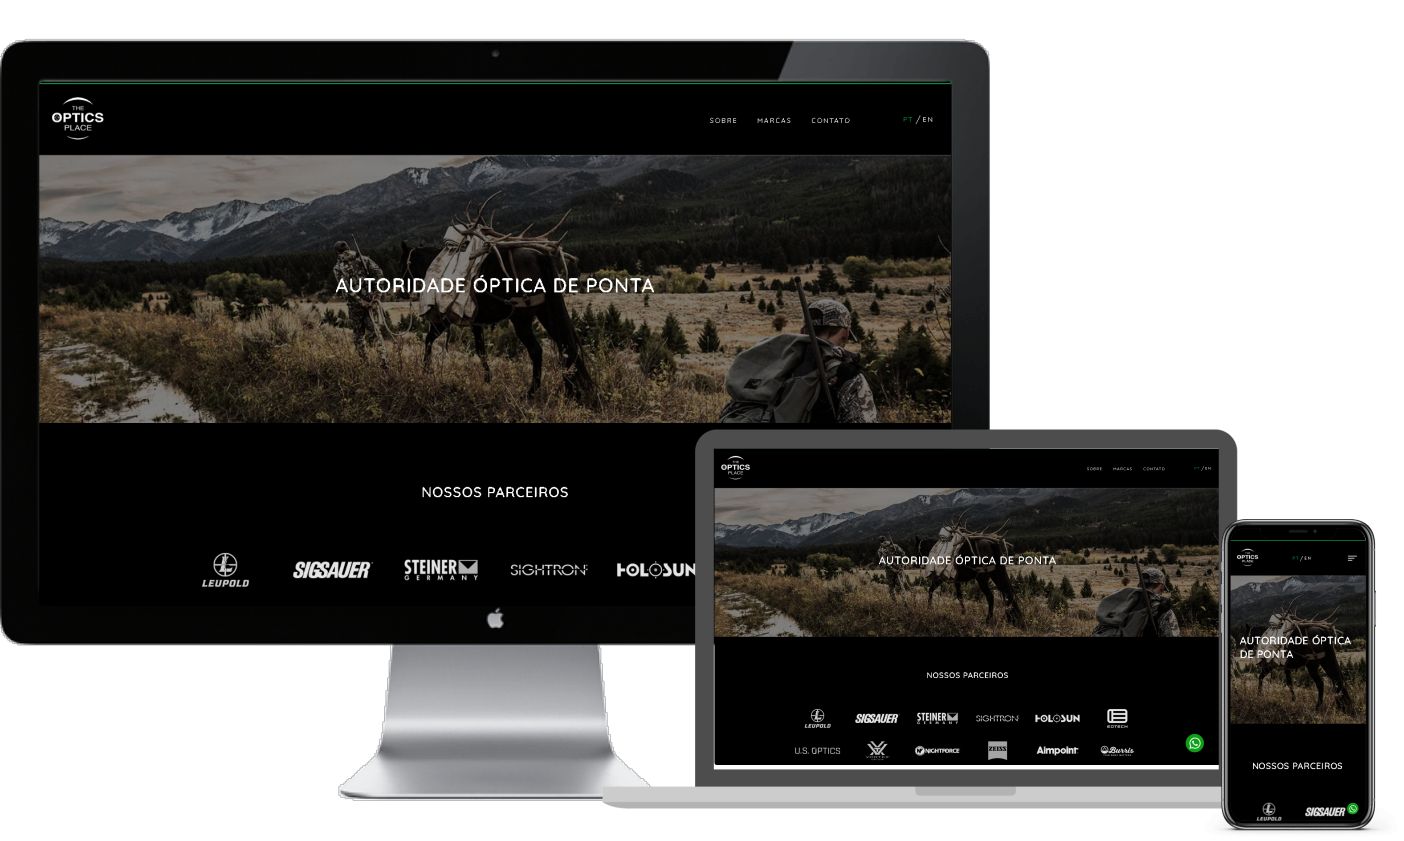 THE
OPTICS
PLACE
SOBRE MARCAS CONTATO PT / EN
AUTORIDADE ÓPTICA DE PONTA
NOSSOS PARCEIROS
LEUPOLD SIGSAUER STEINER GERMANY SIGHTRON HOLOSUN
THE
OPTICS
PLACE
SOBRE MARCAS CONTATO PT / EN
AUTORIDADE ÓPTICA DE PONTA
NOSSOS PARCEIROS
LEUPOLD SIGSAUER STEINER GERMANY SIGHTRON HOLOSUN EOTECH
U.S. OPTICS VORTEX NIGHTFORCE ZEISS Aimpoint Burris
THE
OPTICS
PLACE
PT / EN
AUTORIDADE ÓPTICA
DE PONTA
NOSSOS PARCEIROS
LEUPOLD SIGSAUER